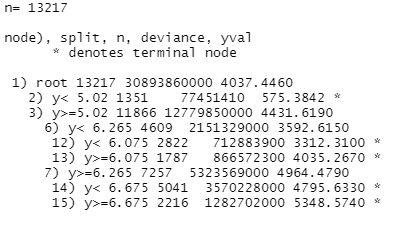 n= 13217
node), split, n, deviance, yval
* denotes terminal node
1) root 13217 30893860000 4037.4460
2) y< 5.02 1351 77451410 575.3842 *
3) y>=5.02 11866 12779850000 4431.6190
6) y< 6.265 4609 2151329000 3592.6150
12) y< 6.075 2822 712883900 3312.3100 *
13) y>=6.075 1787 866572300 4035.2670 *
7) y>=6.265 7257 5323569000 4964.4790
14) y< 6.675 5041 3570228000 4795.6330 *
15) y>=6.675 2216 1282702000 5348.5740 *